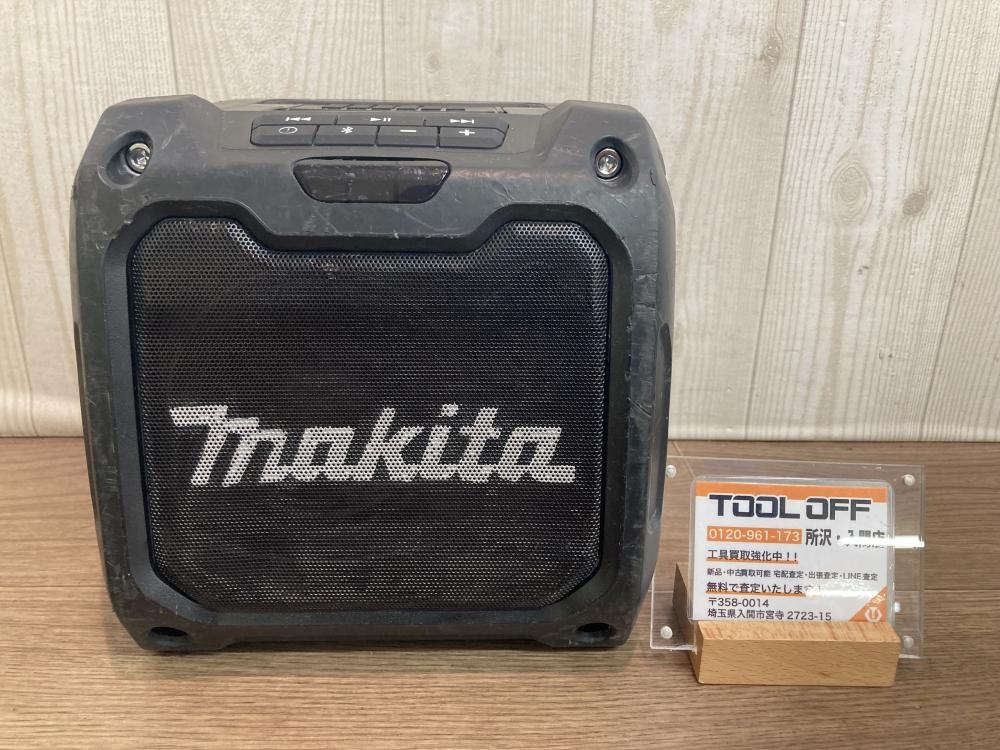 makita
TOOL OFF
0120-961-173 所沢・入間店
工具買取強化中！！
新品・中古買取可能 宅配査定・出張査定・LINE査定
無料で査定いたします
〒358-0014
埼玉県入間市宮寺 2723-15